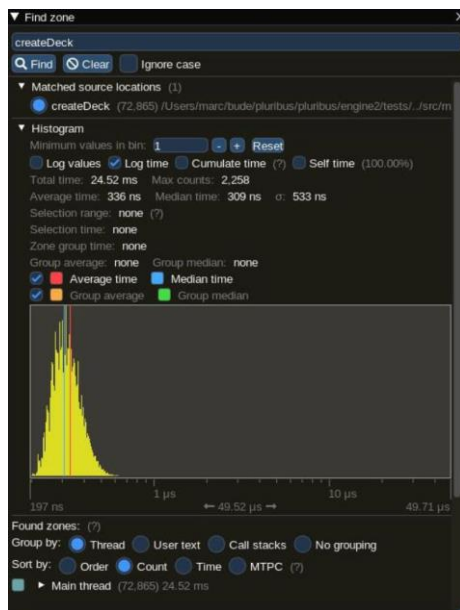 ▼ Find zone X
createDeck
Find Clear Ignore case
▼ Matched source locations (1)
createDeck (72,865) /Users/marc/bude/pluribus/pluribus/engine2/tests/../src/m
▼ Histogram
Minimum values in bin: 1 - + Reset
Log values Log time Cumulate time (?) Self time (100.00%)
Total time: 24.52 ms Max counts: 2,258
Average time: 336 ns Median time: 309 ns σ: 533 ns
Selection range: none (?)
Selection time: none
Zone group time: none
Group average: none Group median: none
Average time Median time
Group average Group median
1 μs 10 μs
197 ns ← 49.52 μs → 49.71 μs
Found zones: (?)
Group by: Thread User text Call stacks No grouping
Sort by: Order Count Time MTPC (?)
Main thread (72,865) 24.52 ms